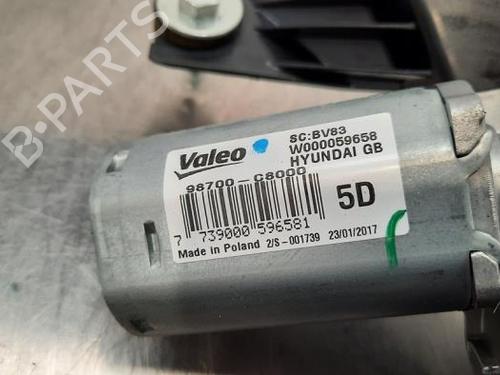 Valeo
SC:BV83
W000059658
HYUNDAI GB
98700-C8000
5D
7 739000 596581
Made in Poland 2/S-001739 23/01/2017
B-PARTS